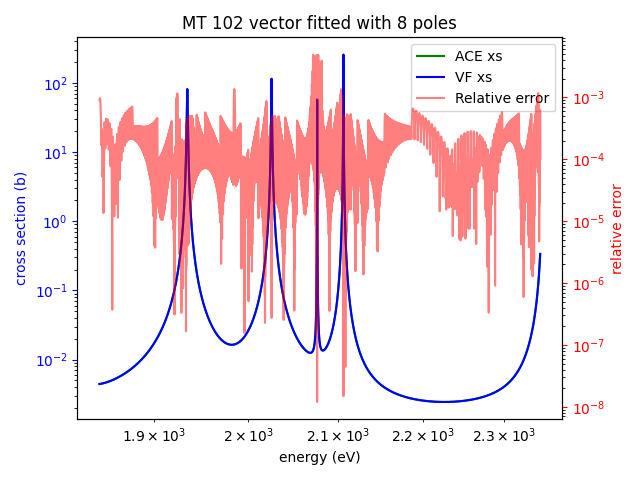 MT 102 vector fitted with 8 poles
ACE xs
VF xs
Relative error
cross section (b)
10²
10¹
10⁰
10⁻¹
10⁻²
relative error
10⁻³
10⁻⁴
10⁻⁵
10⁻⁶
10⁻⁷
10⁻⁸
1.9 × 10³ 2 × 10³ 2.1 × 10³ 2.2 × 10³ 2.3 × 10³
energy (eV)